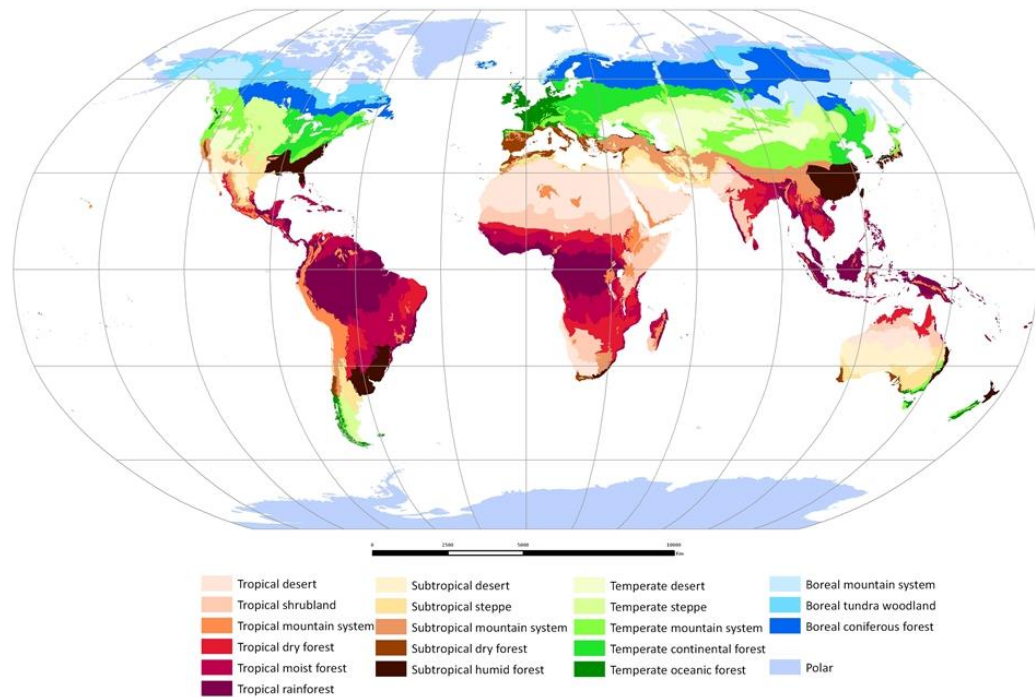 0 2500 5000 10000
Km
Tropical desert
Tropical shrubland
Tropical mountain system
Tropical dry forest
Tropical moist forest
Tropical rainforest
Subtropical desert
Subtropical steppe
Subtropical mountain system
Subtropical dry forest
Subtropical humid forest
Temperate desert
Temperate steppe
Temperate mountain system
Temperate continental forest
Temperate oceanic forest
Boreal mountain system
Boreal tundra woodland
Boreal coniferous forest
Polar